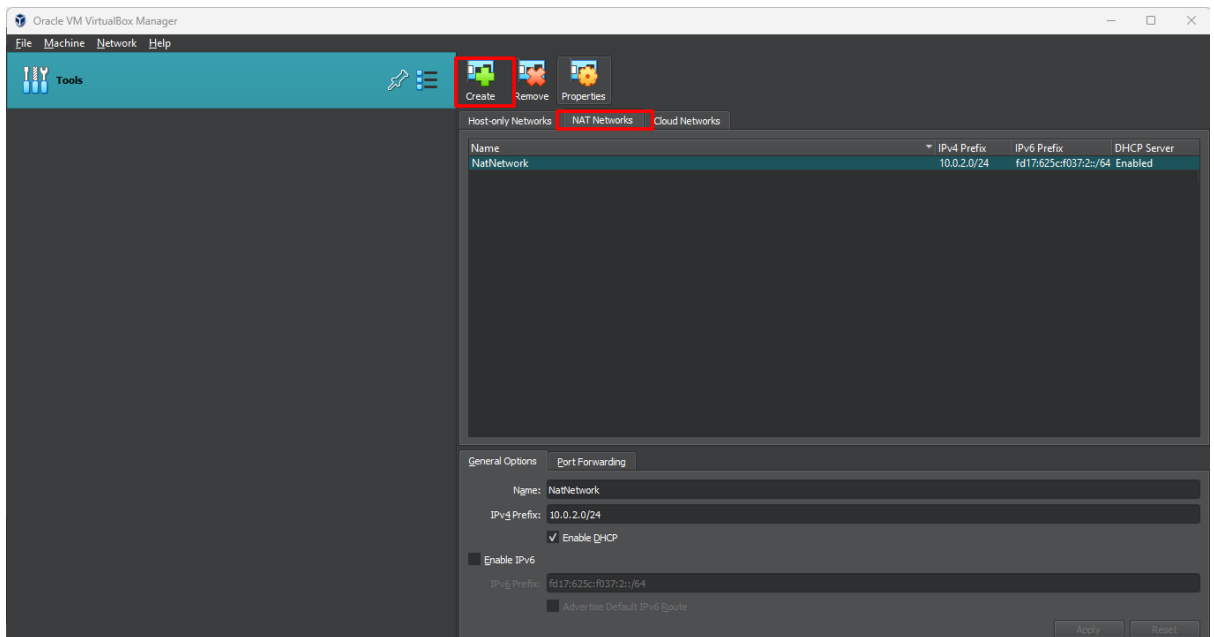 Oracle VM VirtualBox Manager
File Machine Network Help
Tools
Create Remove Properties
Host-only Networks NAT Networks Cloud Networks
Name IPv4 Prefix IPv6 Prefix DHCP Server
NatNetwork 10.0.2.0/24 fd17:625c:f037:2::/64 Enabled
General Options Port Forwarding
Name: NatNetwork
IPv4 Prefix: 10.0.2.0/24
Enable DHCP
Enable IPv6
IPv6 Prefix: fd17:625c:f037:2::/64
Advertise Default IPv6 Route
Apply Reset